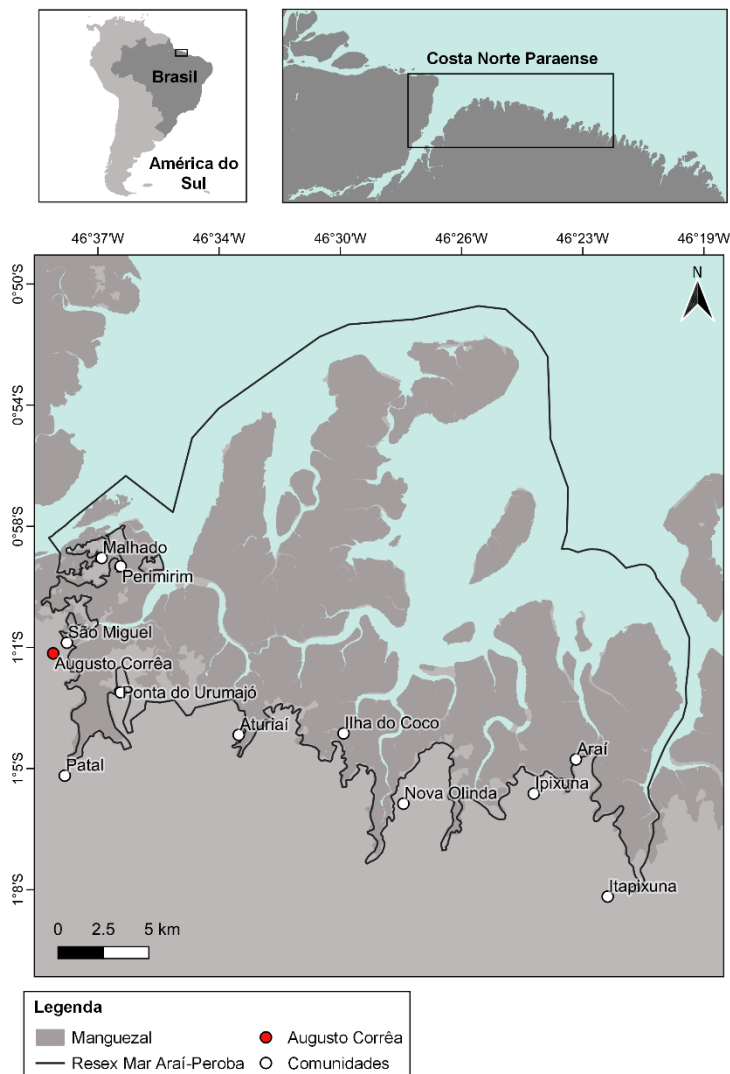 Brasil
América do
Sul
Costa Norte Paraense
46°37'W 46°34'W 46°30'W 46°26'W 46°23'W 46°19'W
0°50'S
N
0°54'S
0°58'S
Malhado
Perimirim
São Miguel
1°1'S
Augusto Corrêa
Ponta do Urumajó
Aturiaí
Ilha do Coco
Araí
Patal
1°5'S
Nova Olinda
Ipixuna
Itapixuna
1°8'S
0 2.5 5 km
Legenda
Manguezal
Augusto Corrêa
Resex Mar Araí-Peroba
Comunidades